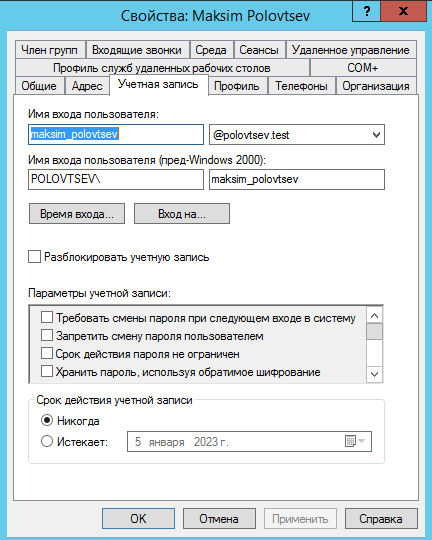 Свойства: Maksim Polovtsev
?
Член групп Входящие звонки Среда Сеансы Удаленное управление
Профиль служб удаленных рабочих столов COM+
Общие Адрес Учетная запись Профиль Телефоны Организация
Имя входа пользователя:
maksim_polovtsev @polovtsev.test
Имя входа пользователя (пред-Windows 2000):
POLOVTSEV\ maksim_polovtsev
Время входа... Вход на...
Разблокировать учетную запись
Параметры учетной записи:
Требовать смены пароля при следующем входе в систему
Запретить смену пароля пользователем
Срок действия пароля не ограничен
Хранить пароль, используя обратимое шифрование
Срок действия учетной записи
Никогда
Истекает: 5 января 2023 г.
OK Отмена Применить Справка